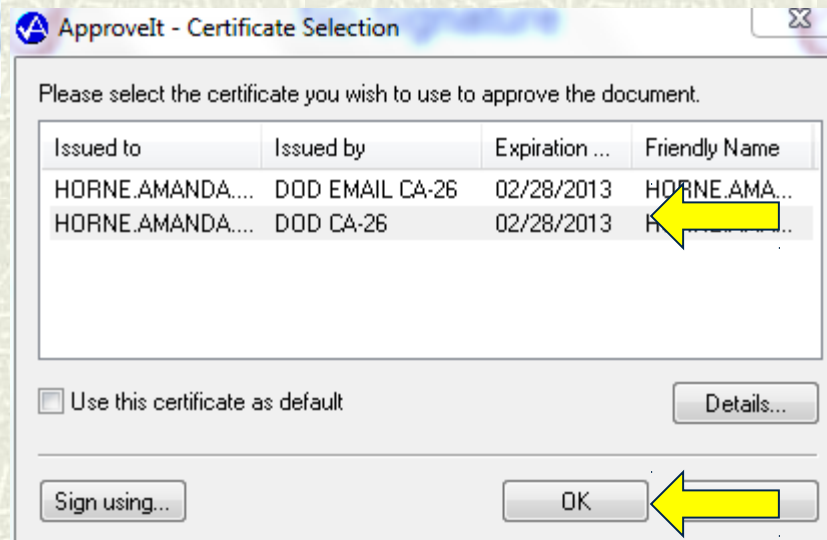 signature
ApproveIt - Certificate Selection
Please select the certificate you wish to use to approve the document.
Issued to Issued by Expiration ... Friendly Name
HORNE.AMANDA.... DOD EMAIL CA-26 02/28/2013 HORNE.AMA...
HORNE.AMANDA.... DOD CA-26 02/28/2013
Use this certificate as default Details...
Sign using... OK